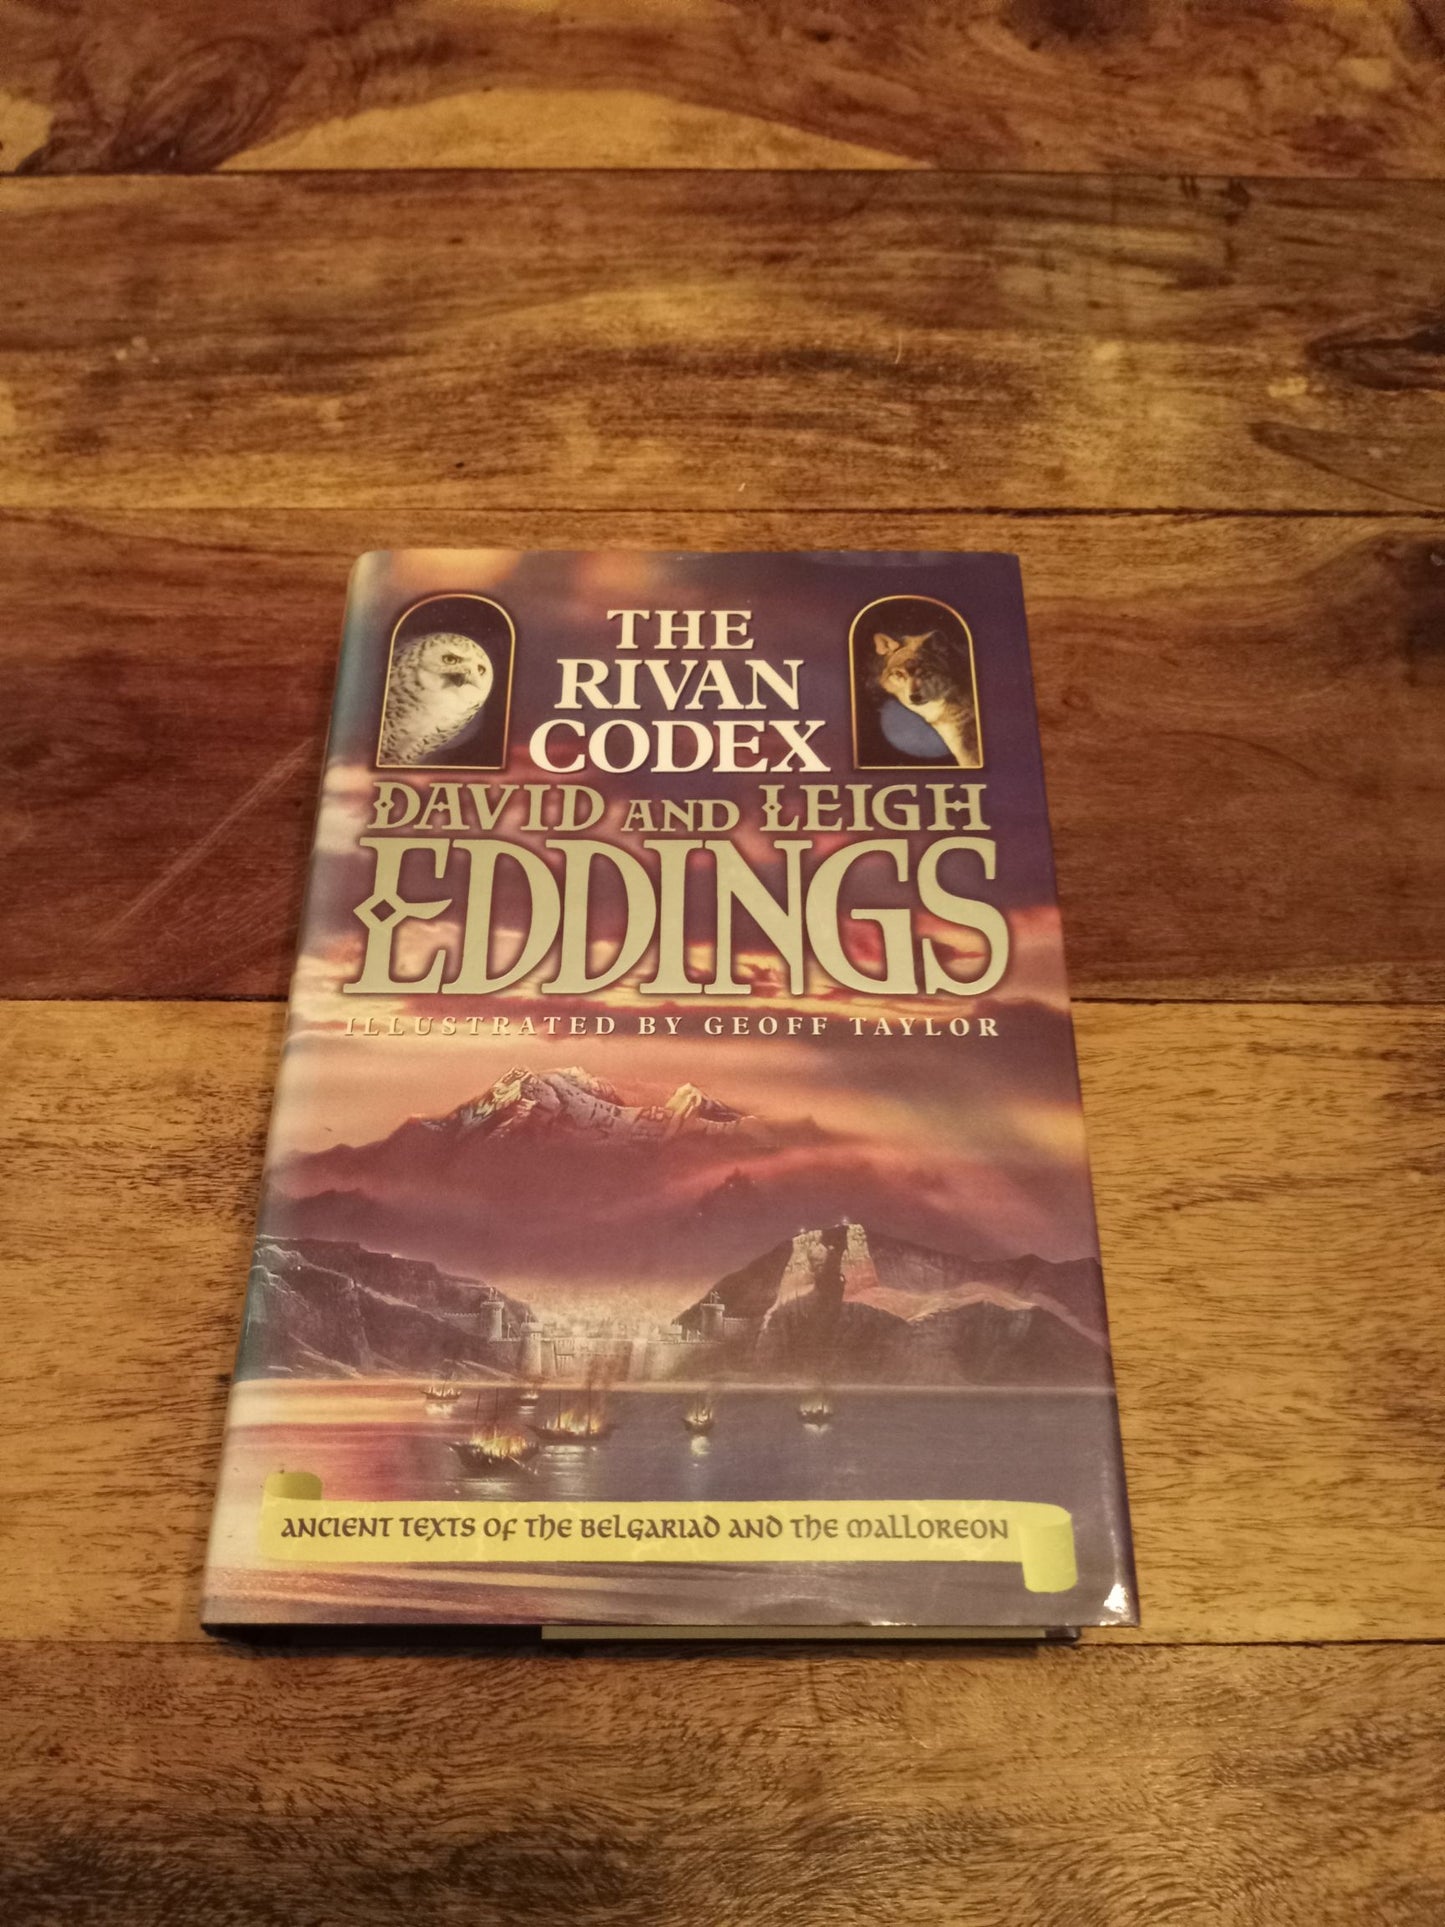 THE
RIVAN
CODEX
DAVID AND LEIGH
EDDINGS
ILLUSTRATED BY GEOFF TAYLOR
ANCIENT TEXTS OF THE BELGARIAD AND THE MALLOREON